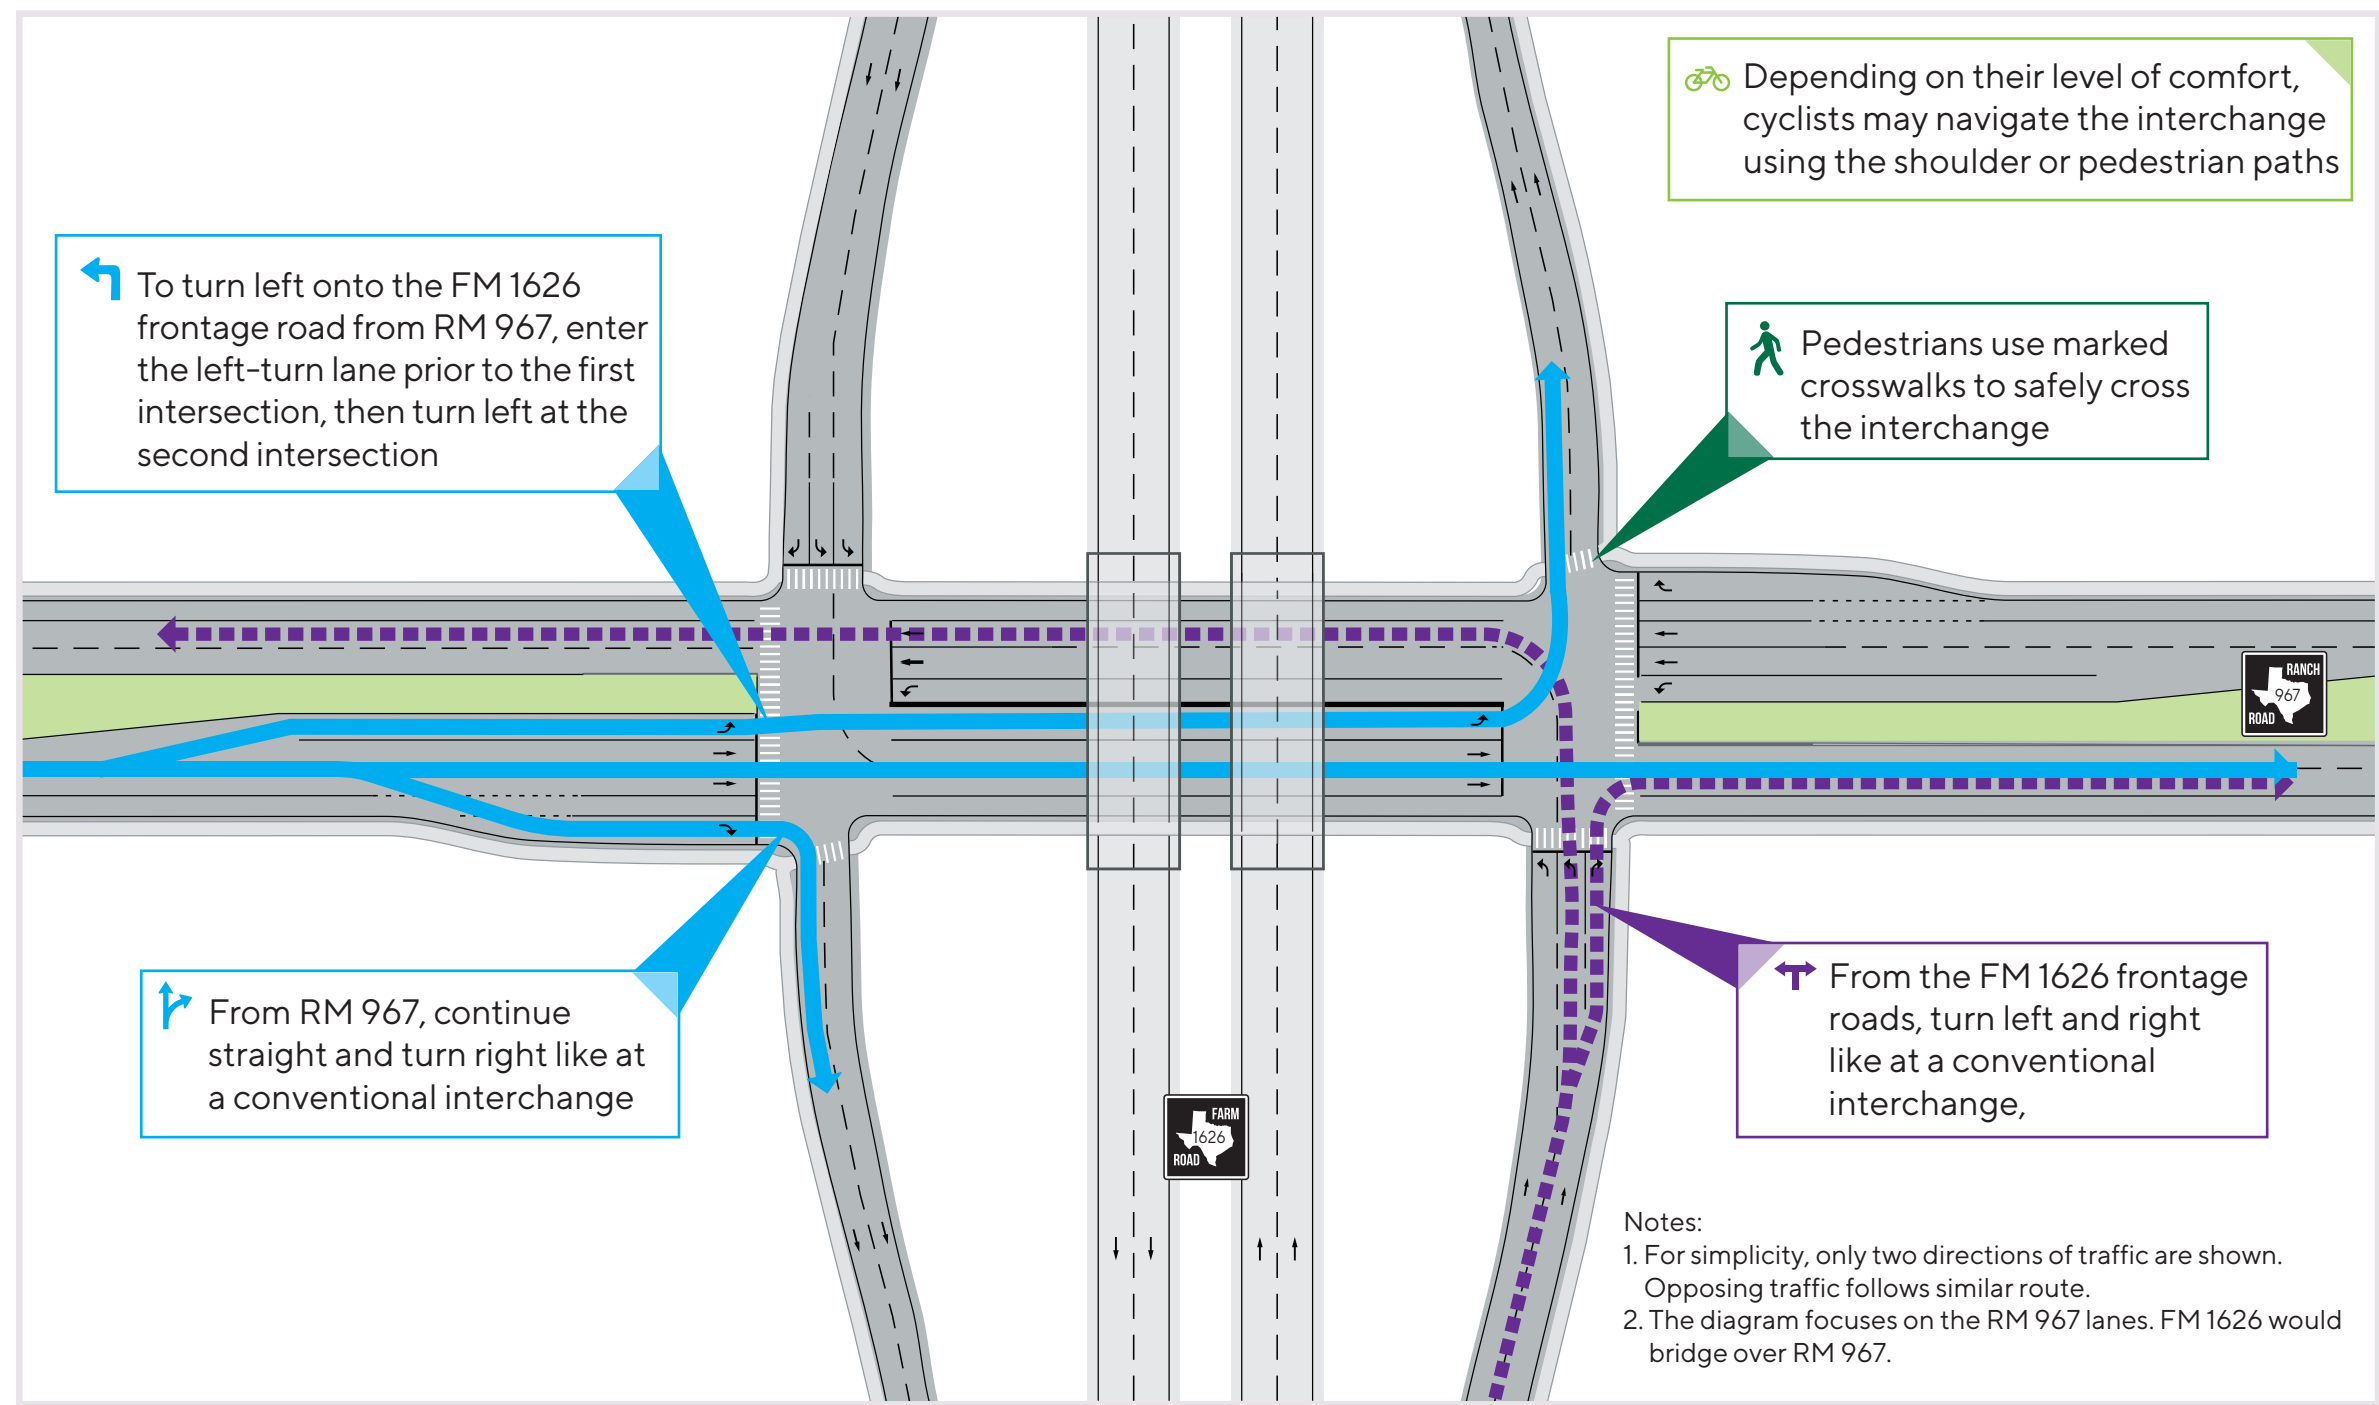 Depending on their level of comfort,
cyclists may navigate the interchange
using the shoulder or pedestrian paths
To turn left onto the FM 1626
frontage road from RM 967, enter
the left-turn lane prior to the first
intersection, then turn left at the
second intersection
Pedestrians use marked
crosswalks to safely cross
the interchange
RANCH
967
ROAD
From RM 967, continue
straight and turn right like at
a conventional interchange
From the FM 1626 frontage
roads, turn left and right
like at a conventional
interchange,
FARM
1626
ROAD
Notes:
1. For simplicity, only two directions of traffic are shown.
Opposing traffic follows similar route.
2. The diagram focuses on the RM 967 lanes. FM 1626 would
bridge over RM 967.